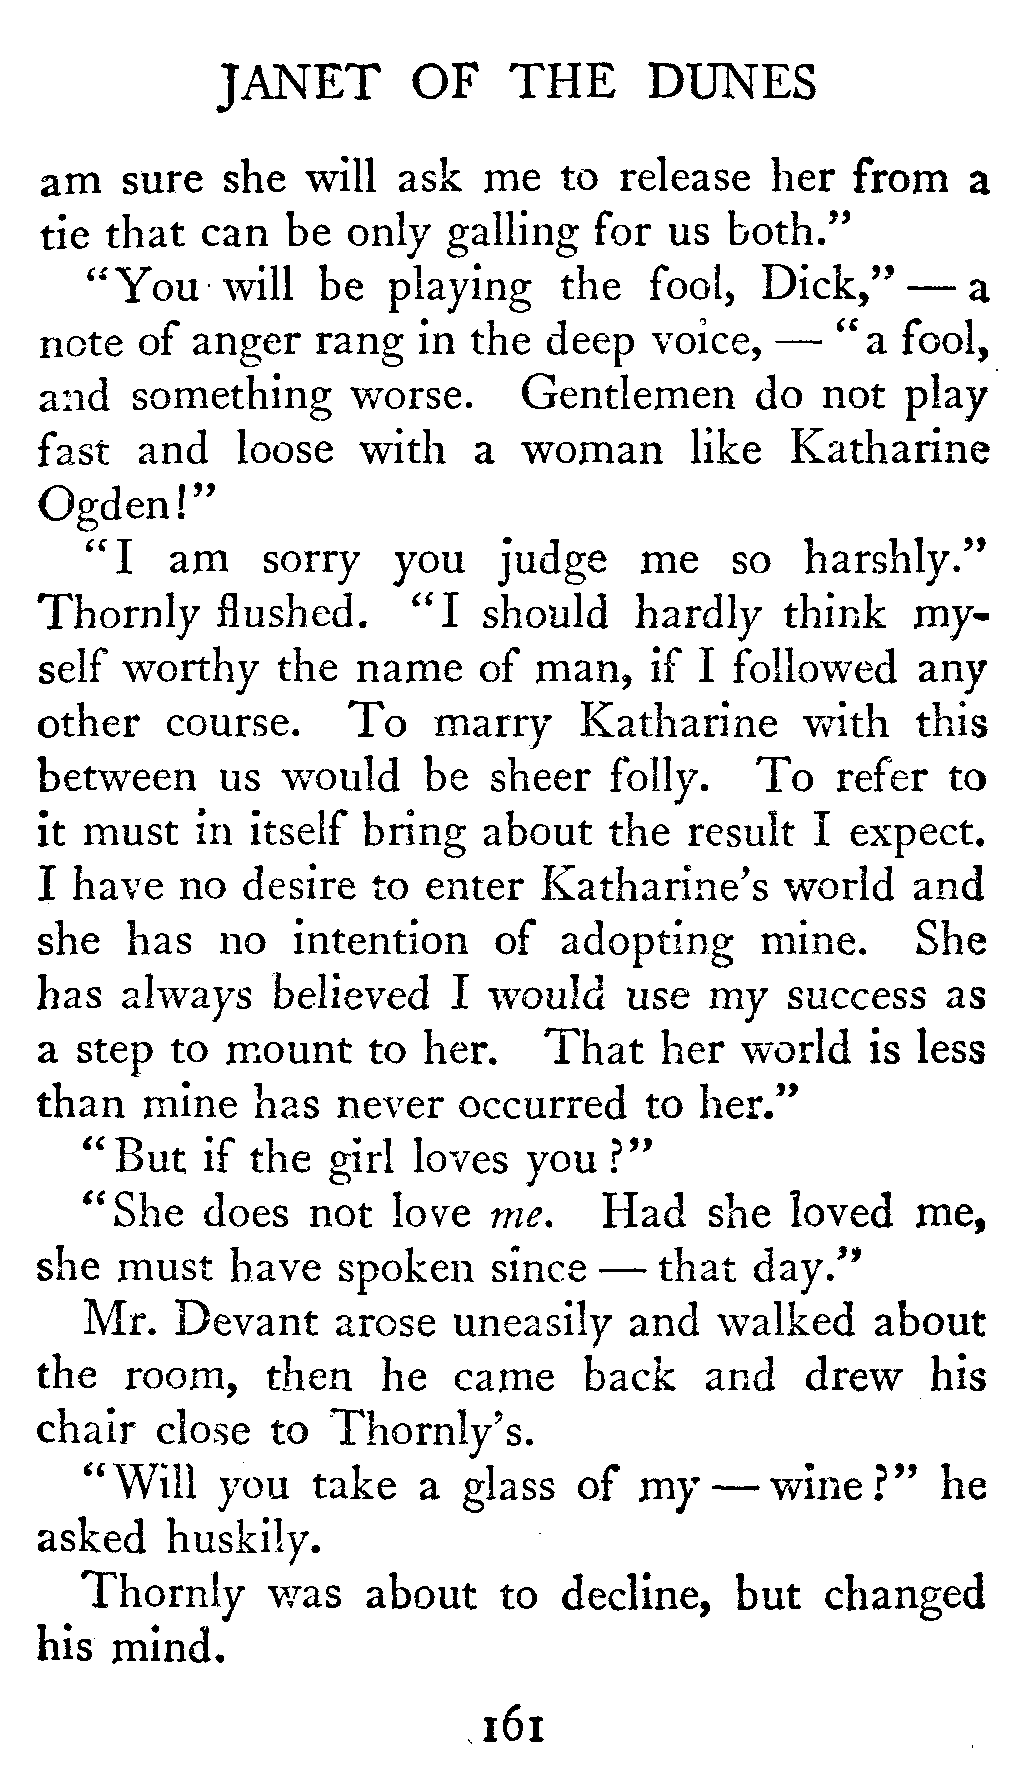 JANET OF THE DUNES
am sure she will ask me to release her from a
tie that can be only galling for us both."
"You will be playing the fool, Dick," — a
note of anger rang in the deep voice, — "a fool,
and something worse. Gentlemen do not play
fast and loose with a woman like Katharine
Ogden!"
"I am sorry you judge me so harshly."
Thornly flushed. "I should hardly think my-
self worthy the name of man, if I followed any
other course. To marry Katharine with this
between us would be sheer folly. To refer to
it must in itself bring about the result I expect.
I have no desire to enter Katharine's world and
she has no intention of adopting mine. She
has always believed I would use my success as
a step to mount to her. That her world is less
than mine has never occurred to her."
"But if the girl loves you?"
"She does not love me. Had she loved me,
she must have spoken since — that day."
Mr. Devant arose uneasily and walked about
the room, then he came back and drew his
chair close to Thornly's.
"Will you take a glass of my — wine?" he
asked huskily.
Thornly was about to decline, but changed
his mind.
161